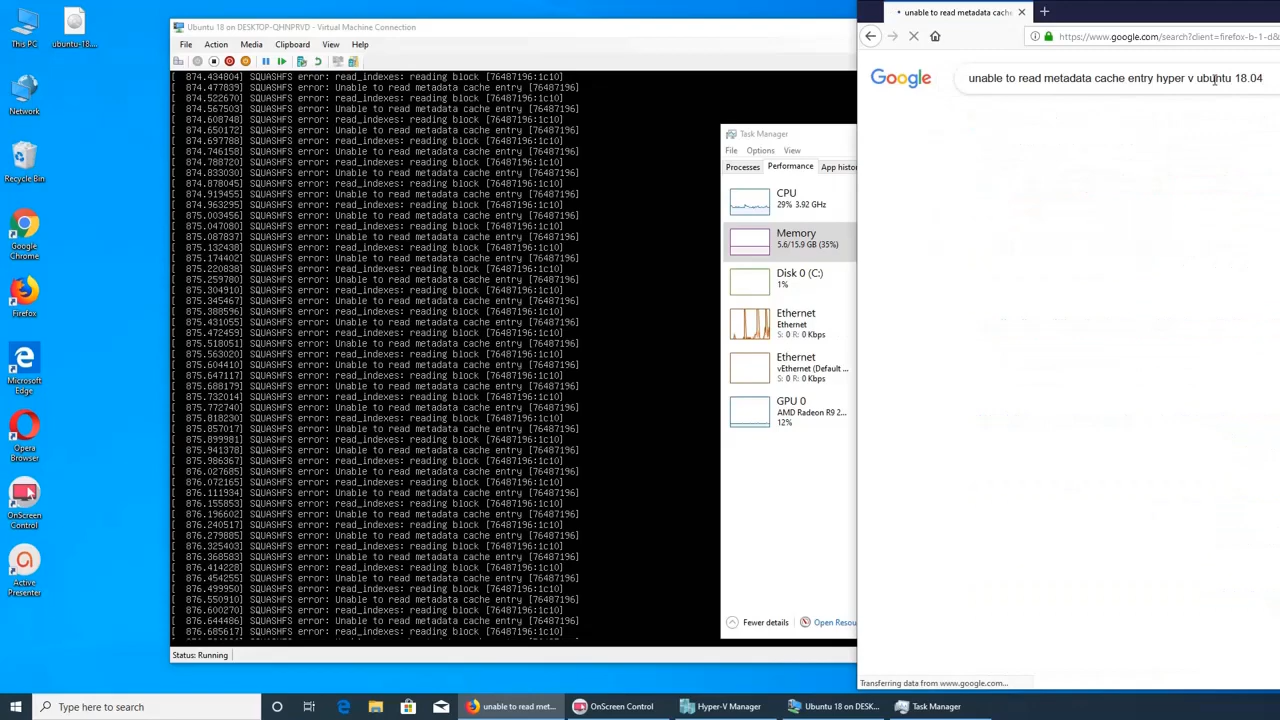 This PC
ubuntu-18....
Network
Recycle Bin
Google
Chrome
Firefox
Microsoft
Edge
Opera
Browser
OnScreen
Control
Active
Presenter
Ubuntu 18 on DESKTOP-QHNPRVD - Virtual Machine Connection
File Action Media Clipboard View Help
[ 874.434804] SQUASHFS error: read_indexes: reading block [76487196:1c10]
[ 874.477839] SQUASHFS error: Unable to read metadata cache entry [76487196]
[ 874.522670] SQUASHFS error: read_indexes: reading block [76487196:1c10]
[ 874.567503] SQUASHFS error: Unable to read metadata cache entry [76487196]
[ 874.608748] SQUASHFS error: read_indexes: reading block [76487196:1c10]
[ 874.650172] SQUASHFS error: Unable to read metadata cache entry [76487196]
[ 874.697768] SQUASHFS error: read_indexes: reading block [76487196:1c10]
[ 874.746158] SQUASHFS error: Unable to read metadata cache entry [76487196]
[ 874.788720] SQUASHFS error: read_indexes: reading block [76487196:1c10]
[ 874.833030] SQUASHFS error: Unable to read metadata cache entry [76487196]
[ 874.878045] SQUASHFS error: read_indexes: reading block [76487196:1c10]
[ 874.919455] SQUASHFS error: Unable to read metadata cache entry [76487196]
[ 874.963295] SQUASHFS error: read_indexes: reading block [76487196:1c10]
[ 875.003456] SQUASHFS error: Unable to read metadata cache entry [76487196]
[ 875.047080] SQUASHFS error: read_indexes: reading block [76487196:1c10]
[ 875.087837] SQUASHFS error: Unable to read metadata cache entry [76487196]
[ 875.132438] SQUASHFS error: read_indexes: reading block [76487196:1c10]
[ 875.174402] SQUASHFS error: Unable to read metadata cache entry [76487196]
[ 875.220838] SQUASHFS error: read_indexes: reading block [76487196:1c10]
[ 875.259780] SQUASHFS error: Unable to read metadata cache entry [76487196]
[ 875.304910] SQUASHFS error: read_indexes: reading block [76487196:1c10]
[ 875.345467] SQUASHFS error: Unable to read metadata cache entry [76487196]
[ 875.388596] SQUASHFS error: read_indexes: reading block [76487196:1c10]
[ 875.431055] SQUASHFS error: Unable to read metadata cache entry [76487196]
[ 875.472459] SQUASHFS error: read_indexes: reading block [76487196:1c10]
[ 875.518051] SQUASHFS error: Unable to read metadata cache entry [76487196]
[ 875.563020] SQUASHFS error: read_indexes: reading block [76487196:1c10]
[ 875.604410] SQUASHFS error: Unable to read metadata cache entry [76487196]
[ 875.647117] SQUASHFS error: read_indexes: reading block [76487196:1c10]
[ 875.688179] SQUASHFS error: Unable to read metadata cache entry [76487196]
[ 875.732014] SQUASHFS error: read_indexes: reading block [76487196:1c10]
[ 875.772740] SQUASHFS error: Unable to read metadata cache entry [76487196]
[ 875.818230] SQUASHFS error: read_indexes: reading block [76487196:1c10]
[ 875.857017] SQUASHFS error: Unable to read metadata cache entry [76487196]
[ 875.899981] SQUASHFS error: read_indexes: reading block [76487196:1c10]
[ 875.941378] SQUASHFS error: Unable to read metadata cache entry [76487196]
[ 875.986367] SQUASHFS error: read_indexes: reading block [76487196:1c10]
[ 876.027685] SQUASHFS error: Unable to read metadata cache entry [76487196]
[ 876.072165] SQUASHFS error: read_indexes: reading block [76487196:1c10]
[ 876.111934] SQUASHFS error: Unable to read metadata cache entry [76487196]
[ 876.155853] SQUASHFS error: read_indexes: reading block [76487196:1c10]
[ 876.196602] SQUASHFS error: Unable to read metadata cache entry [76487196]
[ 876.240517] SQUASHFS error: read_indexes: reading block [76487196:1c10]
[ 876.279885] SQUASHFS error: Unable to read metadata cache entry [76487196]
[ 876.325403] SQUASHFS error: read_indexes: reading block [76487196:1c10]
[ 876.368583] SQUASHFS error: Unable to read metadata cache entry [76487196]
[ 876.414228] SQUASHFS error: read_indexes: reading block [76487196:1c10]
[ 876.454255] SQUASHFS error: Unable to read metadata cache entry [76487196]
[ 876.499950] SQUASHFS error: read_indexes: reading block [76487196:1c10]
[ 876.550910] SQUASHFS error: Unable to read metadata cache entry [76487196]
[ 876.600270] SQUASHFS error: read_indexes: reading block [76487196:1c10]
[ 876.644486] SQUASHFS error: Unable to read metadata cache entry [76487196]
[ 876.685617] SQUASHFS error: read_indexes: reading block [76487196:1c10]
Status: Running
Task Manager
File Options View
Processes Performance App histor
CPU
29% 3.92 GHz
Memory
5.6/15.9 GB (35%)
Disk 0 (C:)
1%
Ethernet
Ethernet
S: 0 R: 0 Kbps
Ethernet
vEthernet (Default ...
S: 0 R: 0 Kbps
GPU 0
AMD Radeon R9 2...
12%
Fewer details Open Resou
unable to read metadata cache
https://www.google.com/search?client=firefox-b-1-d&
Google
unable to read metadata cache entry hyper v ubuntu 18.04
Transferring data from www.google.com...
Type here to search
unable to read met...
OnScreen Control
Hyper-V Manager
Ubuntu 18 on DESK...
Task Manager